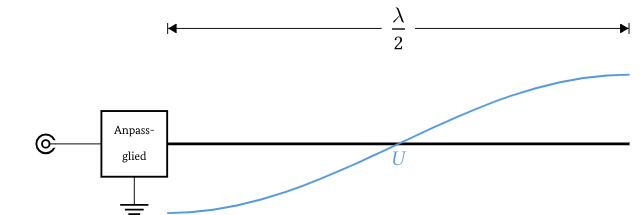 λ
2
Anpass-
glied
U